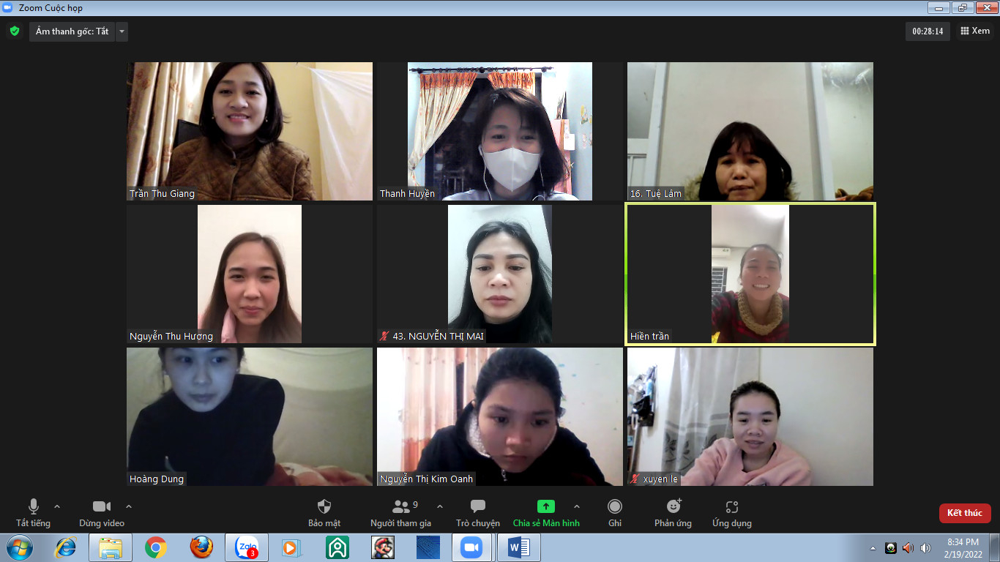 Zoom Cuộc họp
Âm thanh gốc: Tắt
00:28:14
Xem
Trần Thu Giang
Thanh Huyền
16. Tuệ Lâm
Nguyễn Thu Hương
43. NGUYỄN THỊ MAI
Hiền trần
Hoàng Dung
Nguyễn Thị Kim Oanh
xuyen le
Tắt tiếng
Dừng video
Bảo mật
Người tham gia
9
Trò chuyện
Chia sẻ Màn hình
Ghi
Phản ứng
Ứng dụng
Kết thúc
Zalo
3
W
8:34 PM
2/19/2022